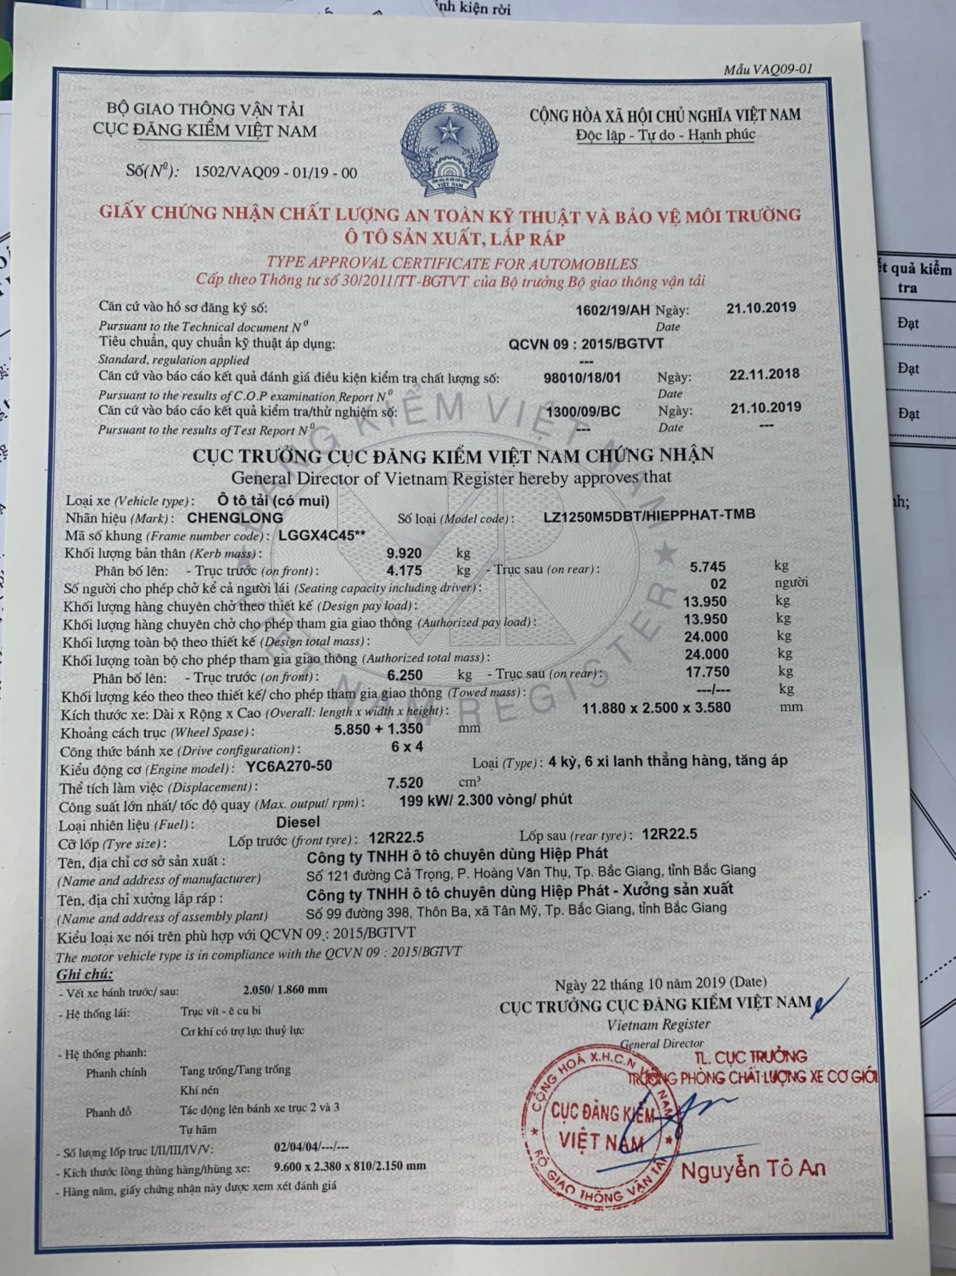 ình kiện rời
Mẫu VAQ09-01
BỘ GIAO THÔNG VẬN TẢI
CỤC ĐĂNG KIỂM VIỆT NAM
CỘNG HÒA XÃ HỘI CHỦ NGHĨA VIỆT NAM
Độc lập - Tự do - Hạnh phúc
Số(Nº): 1502/VAQ09 - 01/19 - 00
GIẤY CHỨNG NHẬN CHẤT LƯỢNG AN TOÀN KỸ THUẬT VÀ BẢO VỆ MÔI TRƯỜNG
Ô TÔ SẢN XUẤT, LẮP RÁP
TYPE APPROVAL CERTIFICATE FOR AUTOMOBILES
Cấp theo Thông tư số 30/2011/TT-BGTVT của Bộ trưởng Bộ giao thông vận tải
Căn cứ vào hồ sơ đăng ký số: 1602/19/AH Ngày: 21.10.2019
Pursuant to the Technical document Nº Date
Tiêu chuẩn, quy chuẩn kỹ thuật áp dụng: QCVN 09 : 2015/BGTVT
Standard, regulation applied ---
Căn cứ vào báo cáo kết quả đánh giá điều kiện kiểm tra chất lượng số: 98010/18/01 Ngày: 22.11.2018
Pursuant to the results of C.O.P examination Report Nº Date
Căn cứ vào báo cáo kết quả kiểm tra/thử nghiệm số: 1300/09/BC Ngày: 21.10.2019
Pursuant to the results of Test Report Nº --- Date ---
CỤC TRƯỞNG CỤC ĐĂNG KIỂM VIỆT NAM CHỨNG NHẬN
General Director of Vietnam Register hereby approves that
Loại xe (Vehicle type): Ô tô tải (có mui)
Nhãn hiệu (Mark): CHENGLONG Số loại (Model code): LZ1250M5DBT/HIEPPHAT-TMB
Mã số khung (Frame number code): LGGX4C45**
Khối lượng bản thân (Kerb mass): 9.920 kg
Phân bố lên: - Trục trước (on front): 4.175 kg - Trục sau (on rear): 5.745 kg
Số người cho phép chở kể cả người lái (Seating capacity including driver): 02 người
Khối lượng hàng chuyên chở theo thiết kế (Design pay load): 13.950 kg
Khối lượng hàng chuyên chở cho phép tham gia giao thông (Authorized pay load): 13.950 kg
Khối lượng toàn bộ theo thiết kế (Design total mass): 24.000 kg
Khối lượng toàn bộ cho phép tham gia giao thông (Authorized total mass): 24.000 kg
Phân bố lên: - Trục trước (on front): 6.250 kg - Trục sau (on rear): 17.750 kg
Khối lượng kéo theo theo thiết kế/ cho phép tham gia giao thông (Towed mass): ---/--- kg
Kích thước xe: Dài x Rộng x Cao (Overall: length x width x height): 11.880 x 2.500 x 3.580 mm
Khoảng cách trục (Wheel Spase): 5.850 + 1.350 mm
Công thức bánh xe (Drive configuration): 6 x 4
Kiểu động cơ (Engine model): YC6A270-50 Loại (Type): 4 kỳ, 6 xi lanh thẳng hàng, tăng áp
Thể tích làm việc (Displacement): 7.520 cm³
Công suất lớn nhất/ tốc độ quay (Max. output/ rpm): 199 kW/ 2.300 vòng/ phút
Loại nhiên liệu (Fuel): Diesel
Cỡ lốp (Tyre size): Lốp trước (front tyre): 12R22.5 Lốp sau (rear tyre): 12R22.5
Tên, địa chỉ cơ sở sản xuất : Công ty TNHH ô tô chuyên dùng Hiệp Phát
(Name and address of manufacturer) Số 121 đường Cả Trọng, P. Hoàng Văn Thụ, Tp. Bắc Giang, tỉnh Bắc Giang
Tên, địa chỉ xưởng lắp ráp : Công ty TNHH ô tô chuyên dùng Hiệp Phát - Xưởng sản xuất
(Name and address of assembly plant) Số 99 đường 398, Thôn Ba, xã Tân Mỹ, Tp. Bắc Giang, tỉnh Bắc Giang
Kiểu loại xe nói trên phù hợp với QCVN 09 : 2015/BGTVT
The motor vehicle type is in compliance with the QCVN 09 : 2015/BGTVT
Ghi chú:
- Vết xe bánh trước/ sau: 2.050/ 1.860 mm
- Hệ thống lái: Trục vít - ê cu bi
Cơ khí có trợ lực thuỷ lực
- Hệ thống phanh:
Phanh chính Tang trống/Tang trống
Khí nén
Phanh đỗ Tác động lên bánh xe trục 2 và 3
Tự hãm
- Số lượng lốp trục I/II/III/IV/V: 02/04/04/---/---
- Kích thước lòng thùng hàng/thùng xe: 9.600 x 2.380 x 810/2.150 mm
- Hàng năm, giấy chứng nhận này được xem xét đánh giá
Ngày 22 tháng 10 năm 2019 (Date)
CỤC TRƯỞNG CỤC ĐĂNG KIỂM VIỆT NAM
Vietnam Register
General Director
TL. CỤC TRƯỞNG
TRƯỞNG PHÒNG CHẤT LƯỢNG XE CƠ GIỚI
CỘNG HOÀ X.H.C.N VIỆT NAM
CỤC ĐĂNG KIỂM
VIỆT NAM
BỘ GIAO THÔNG VẬN TẢI
Nguyễn Tô An
ĐĂNG KIỂM VIỆT NAM
VIETNAM REGISTER
VR
ết quả kiểm
tra
Đạt
Đạt
Đạt